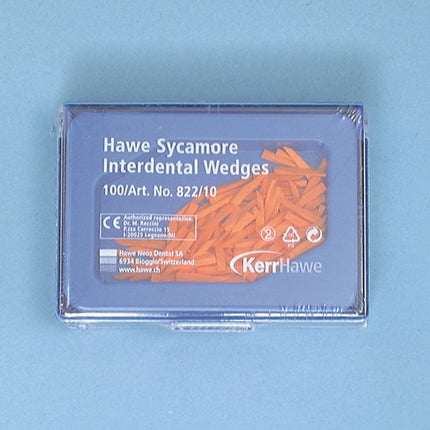 Hawe Sycamore
Interdental Wedges
100/Art. No. 822/10
CE
Authorized representative:
Dr. M. Roccini
P.zza Carroccio 15
I-20025 Legnano/MI
Hawe Neos Dental SA
6934 Bioggio/Switzerland
www.hawe.ch
KerrHawe